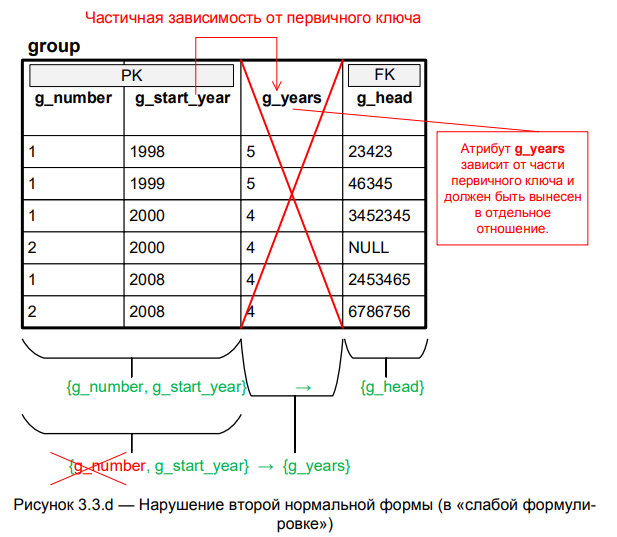 Частичная зависимость от первичного ключа
group
PK FK
g_number g_start_year g_years g_head
Атрибут g_years
зависит от части
первичного ключа и
должен быть вынесен
в отдельное
отношение.
1 1998 5 23423
1 1999 5 46345
1 2000 4 3452345
2 2000 4 NULL
1 2008 4 2453465
2 2008 4 6786756
{g_number, g_start_year} → {g_head}
{g_number, g_start_year} → {g_years}
Рисунок 3.3.d — Нарушение второй нормальной формы (в «слабой формули-
ровке»)